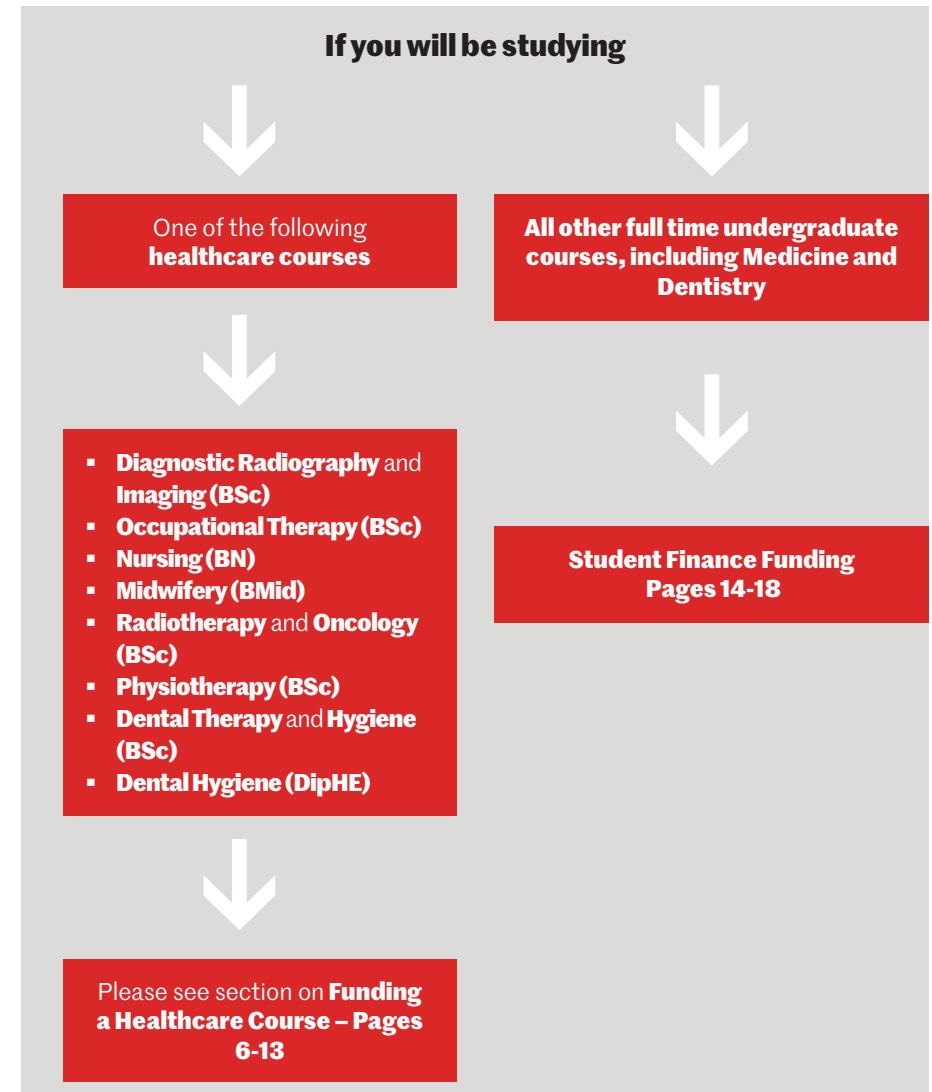 If you will be studying
One of the following
healthcare courses
▪ Diagnostic Radiography and
Imaging (BSc)
▪ Occupational Therapy (BSc)
▪ Nursing (BN)
▪ Midwifery (BMid)
▪ Radiotherapy and Oncology
(BSc)
▪ Physiotherapy (BSc)
▪ Dental Therapy and Hygiene
(BSc)
▪ Dental Hygiene (DipHE)
Please see section on Funding
a Healthcare Course – Pages
6-13
All other full time undergraduate
courses, including Medicine and
Dentistry
Student Finance Funding
Pages 14-18